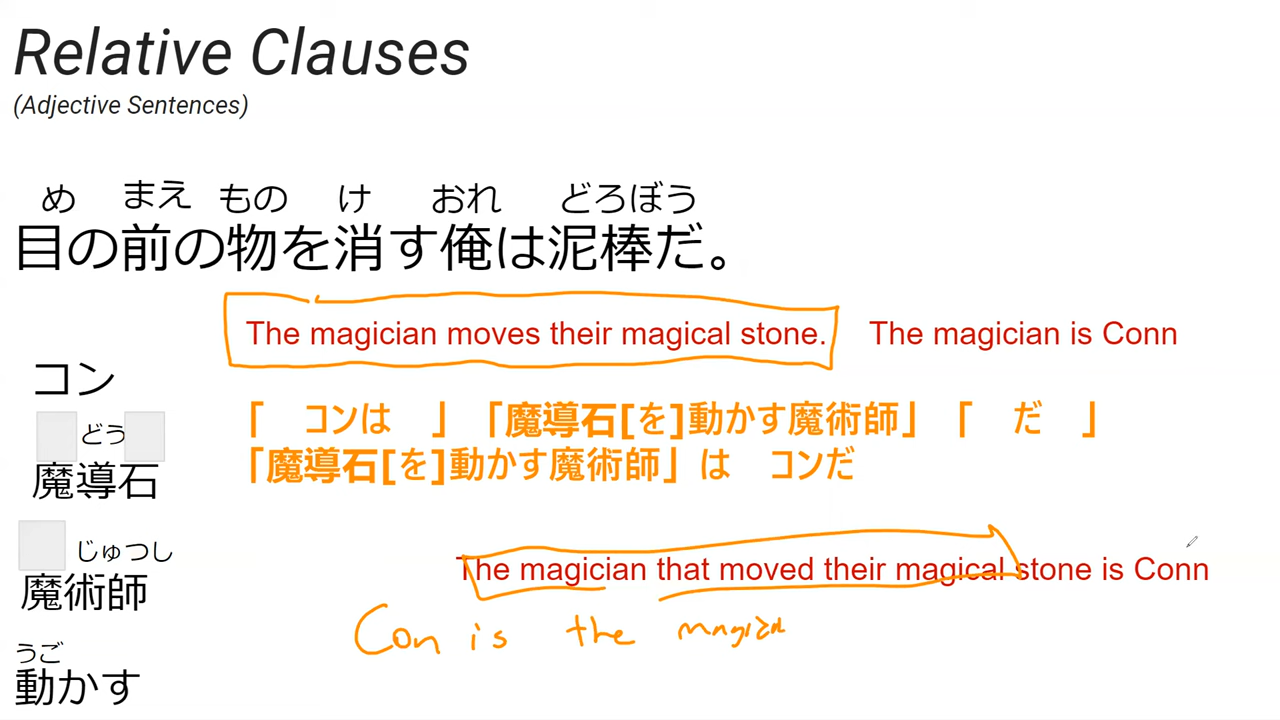 Relative Clauses
(Adjective Sentences)
め まえ もの け おれ どろぼう
目の前の物を消す俺は泥棒だ。
The magician moves their magical stone. The magician is Conn
コン
「 コンは 」「魔導石[を]動かす魔術師」「 だ 」
どう
「魔導石[を]動かす魔術師」は コンだ
魔導石
じゅつし
The magician that moved their magical stone is Conn
魔術師
Con is the
うご
動かす